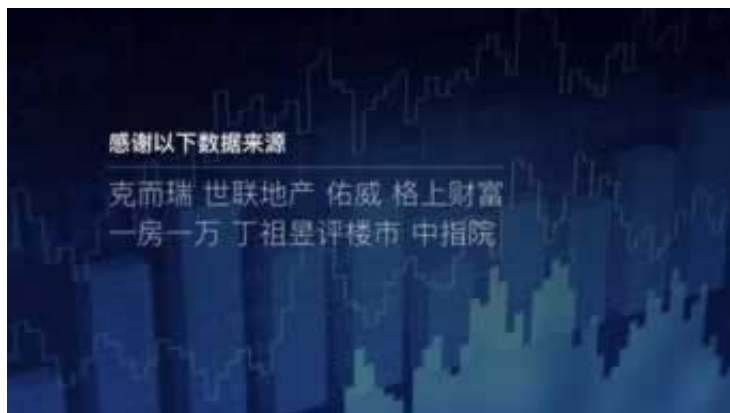 感谢以下数据来源
克而瑞 世联地产 佑威 格上财富
一房一万 丁祖昱评楼市 中指院